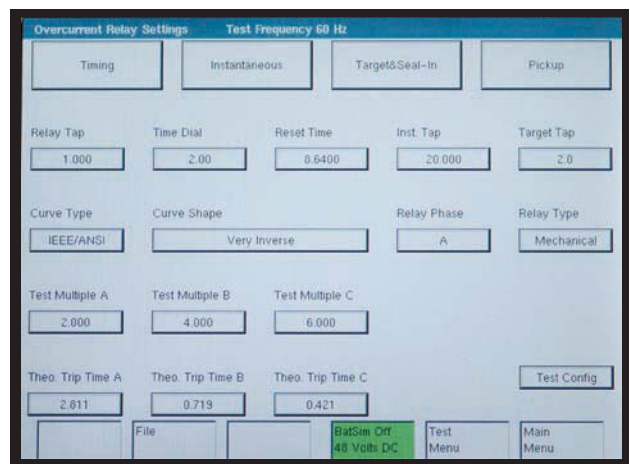 Overcurrent Relay Settings Test Frequency 60 Hz
Timing Instantaneous Target&Seal-In Pickup
Relay Tap Time Dial Reset Time Inst. Tap Target Tap
1.000 2.00 8.6400 20.000 2.0
Curve Type Curve Shape Relay Phase Relay Type
IEEE/ANSI Very Inverse A Mechanical
Test Multiple A Test Multiple B Test Multiple C
2.000 4.000 6.000
Theo. Trip Time A Theo. Trip Time B Theo. Trip Time C Test Config
2.611 0.719 0.421
File BatSim Off Test Main
48 Volts DC Menu Menu